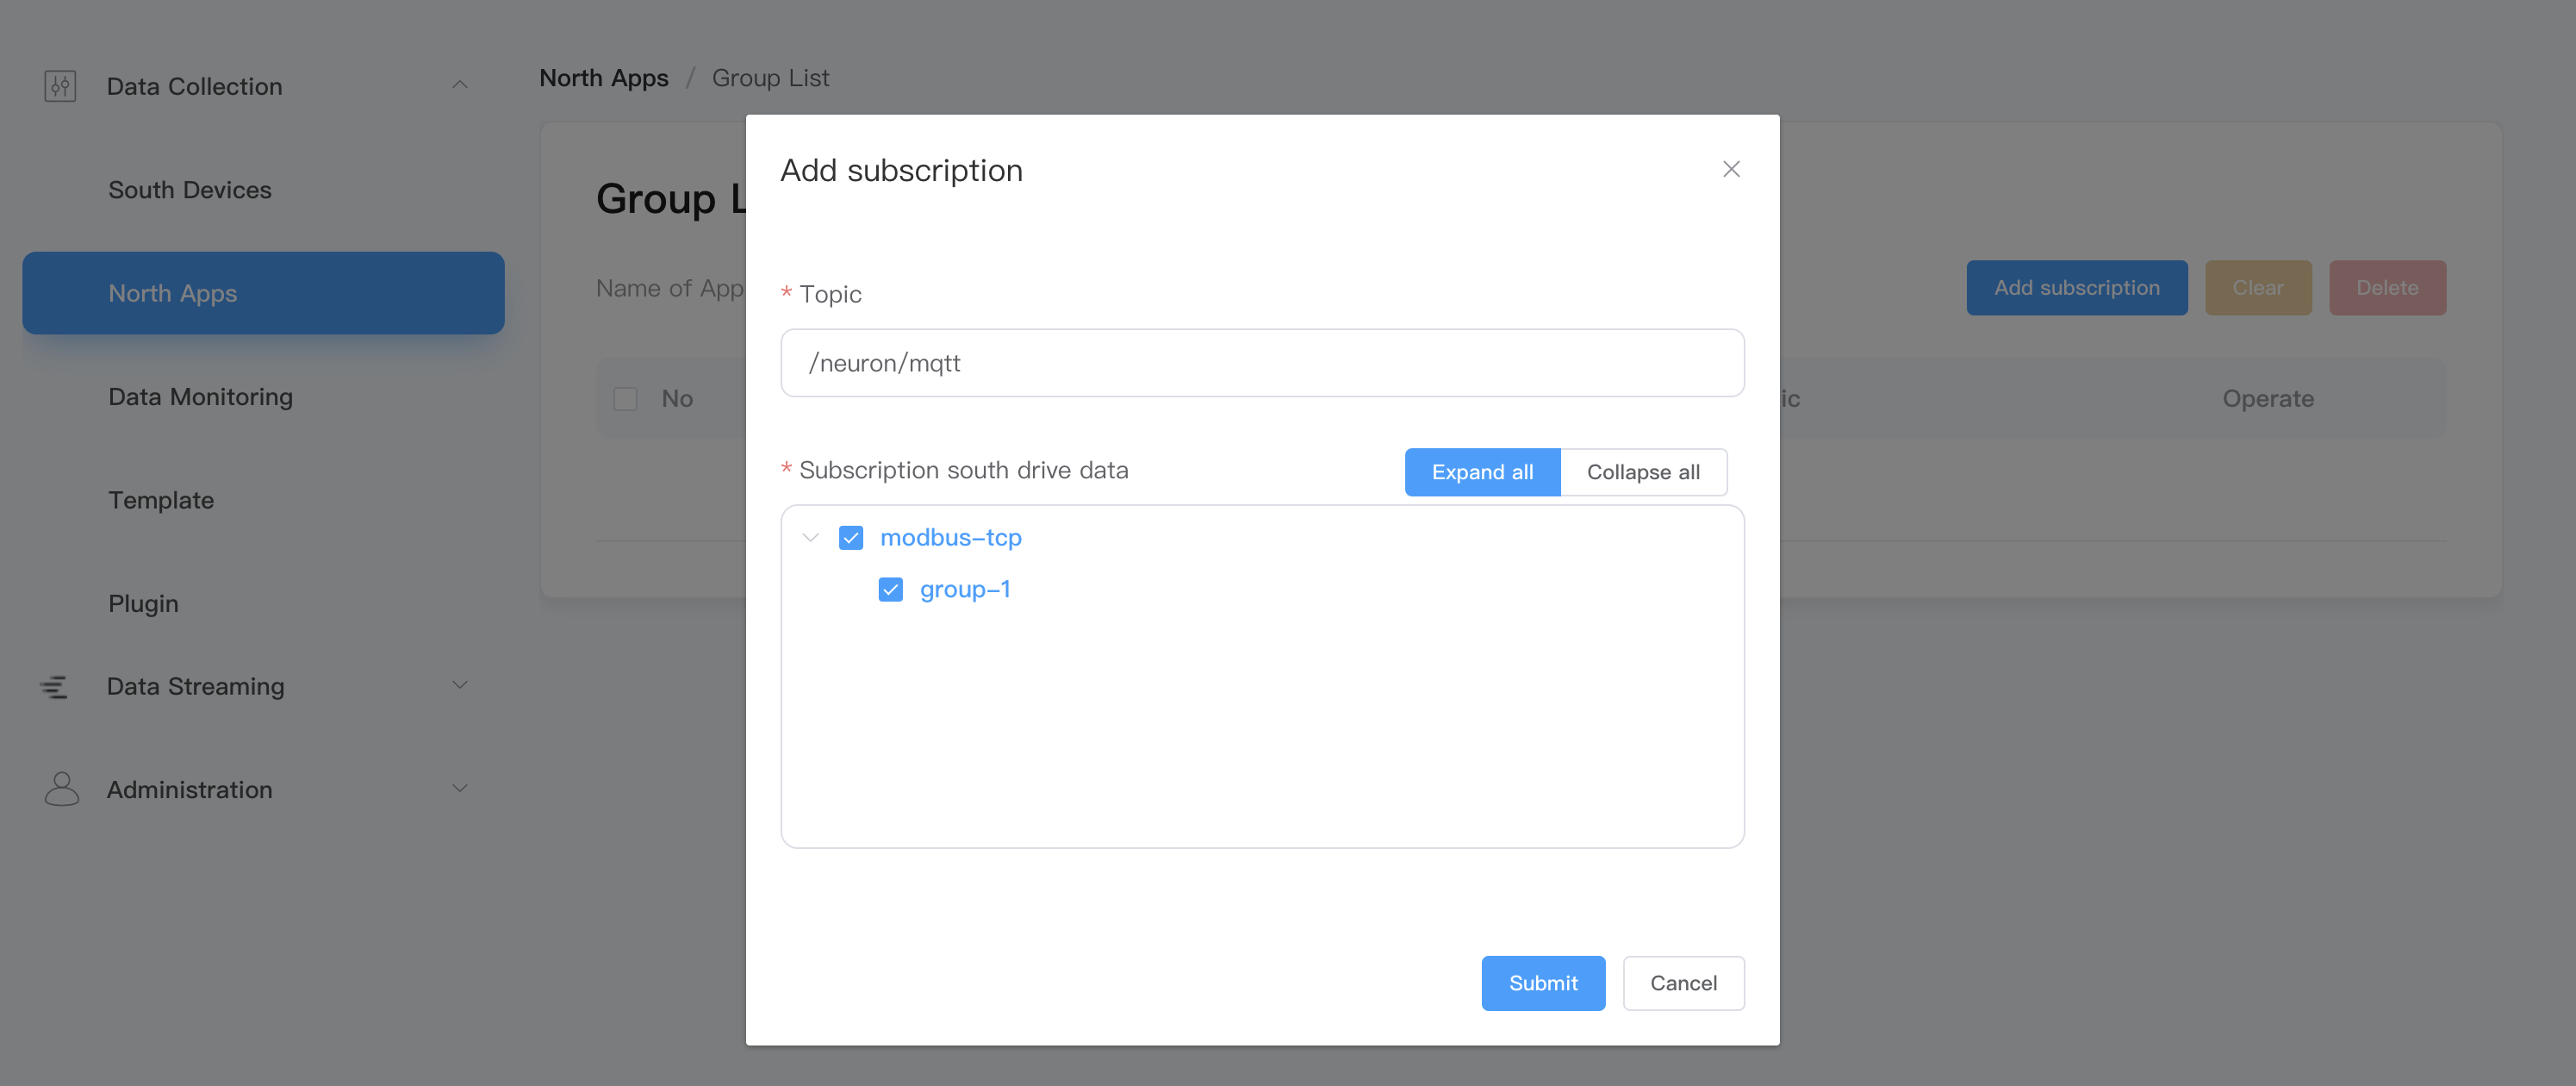 Data Collection
South Devices
North Apps
Data Monitoring
Template
Plugin
Data Streaming
Administration
North Apps / Group List
Group L
Name of App
Add subscription
Clear
Delete
No
ic
Operate
Add subscription
* Topic
/neuron/mqtt
* Subscription south drive data
Expand all
Collapse all
modbus-tcp
group-1
Submit
Cancel